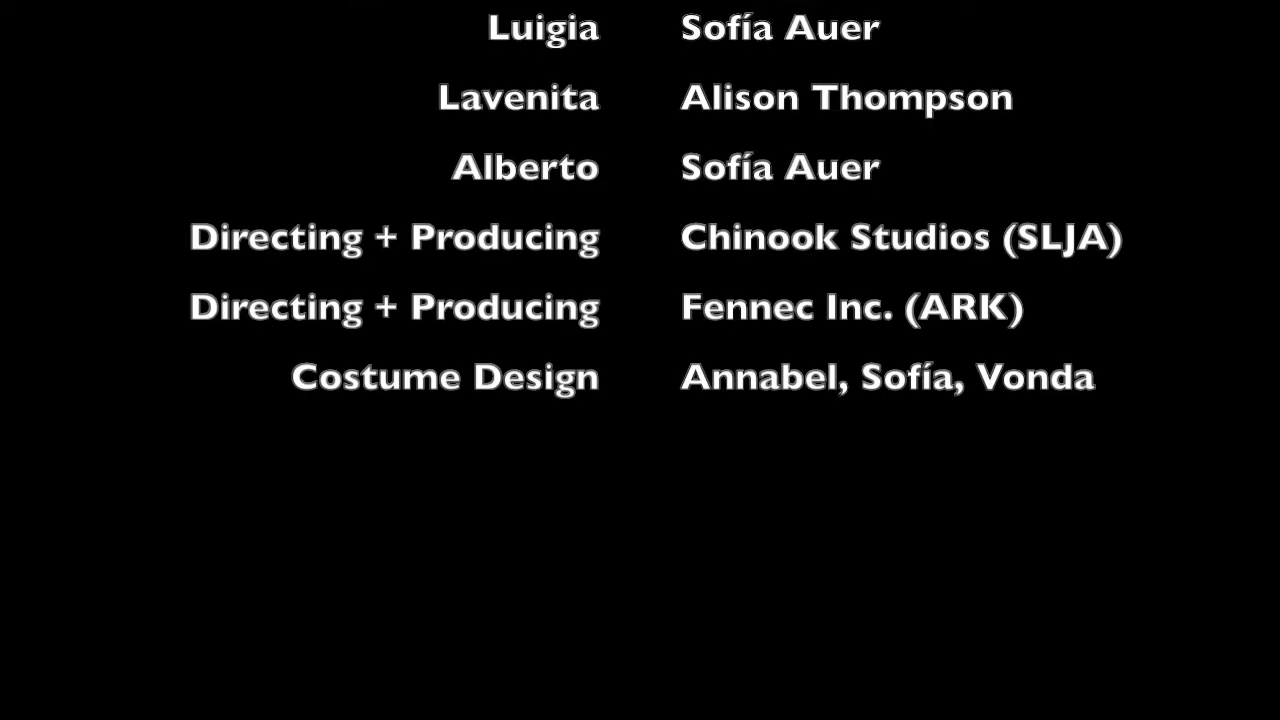 Luigia Sofía Auer
Lavenita Alison Thompson
Alberto Sofía Auer
Directing + Producing Chinook Studios (SLJA)
Directing + Producing Fennec Inc. (ARK)
Costume Design Annabel, Sofía, Vonda